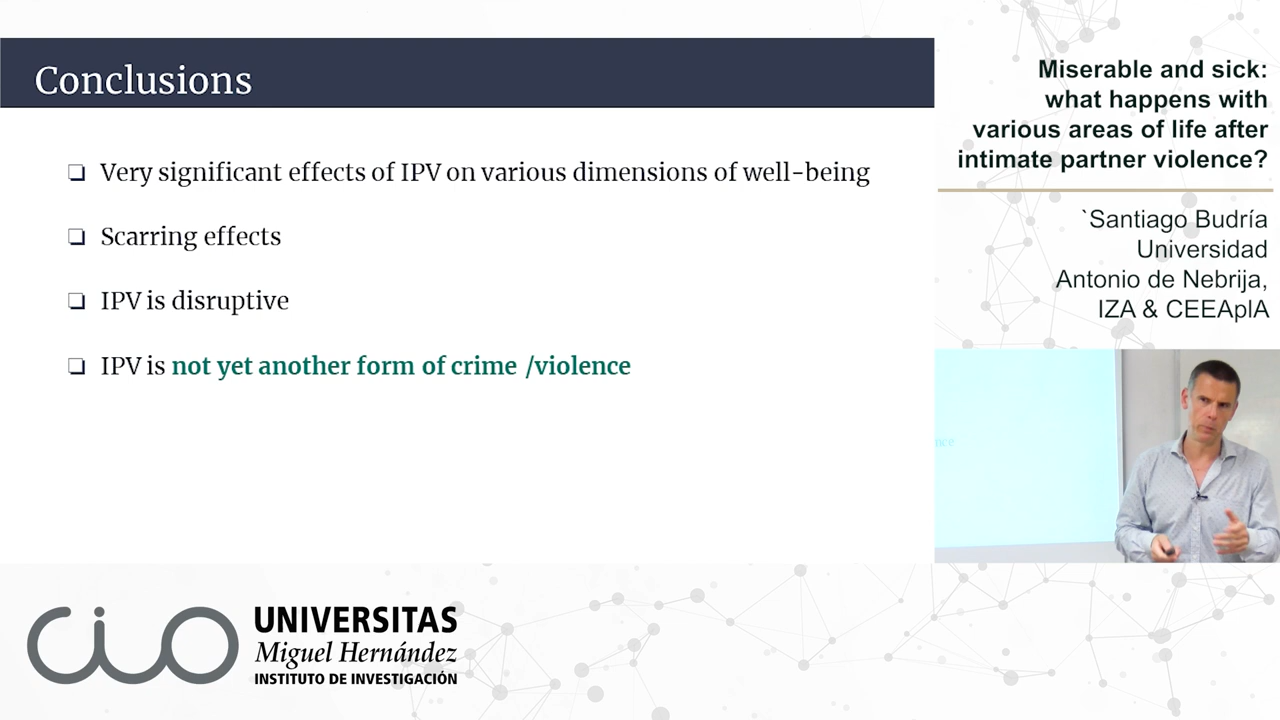 Conclusions
Very significant effects of IPV on various dimensions of well-being
Scarring effects
IPV is disruptive
IPV is not yet another form of crime /violence
Miserable and sick:
what happens with
various areas of life after
intimate partner violence?
`Santiago Budría
Universidad
Antonio de Nebrija,
IZA & CEEAplA
cio
UNIVERSITAS
Miguel Hernández
INSTITUTO DE INVESTIGACIÓN